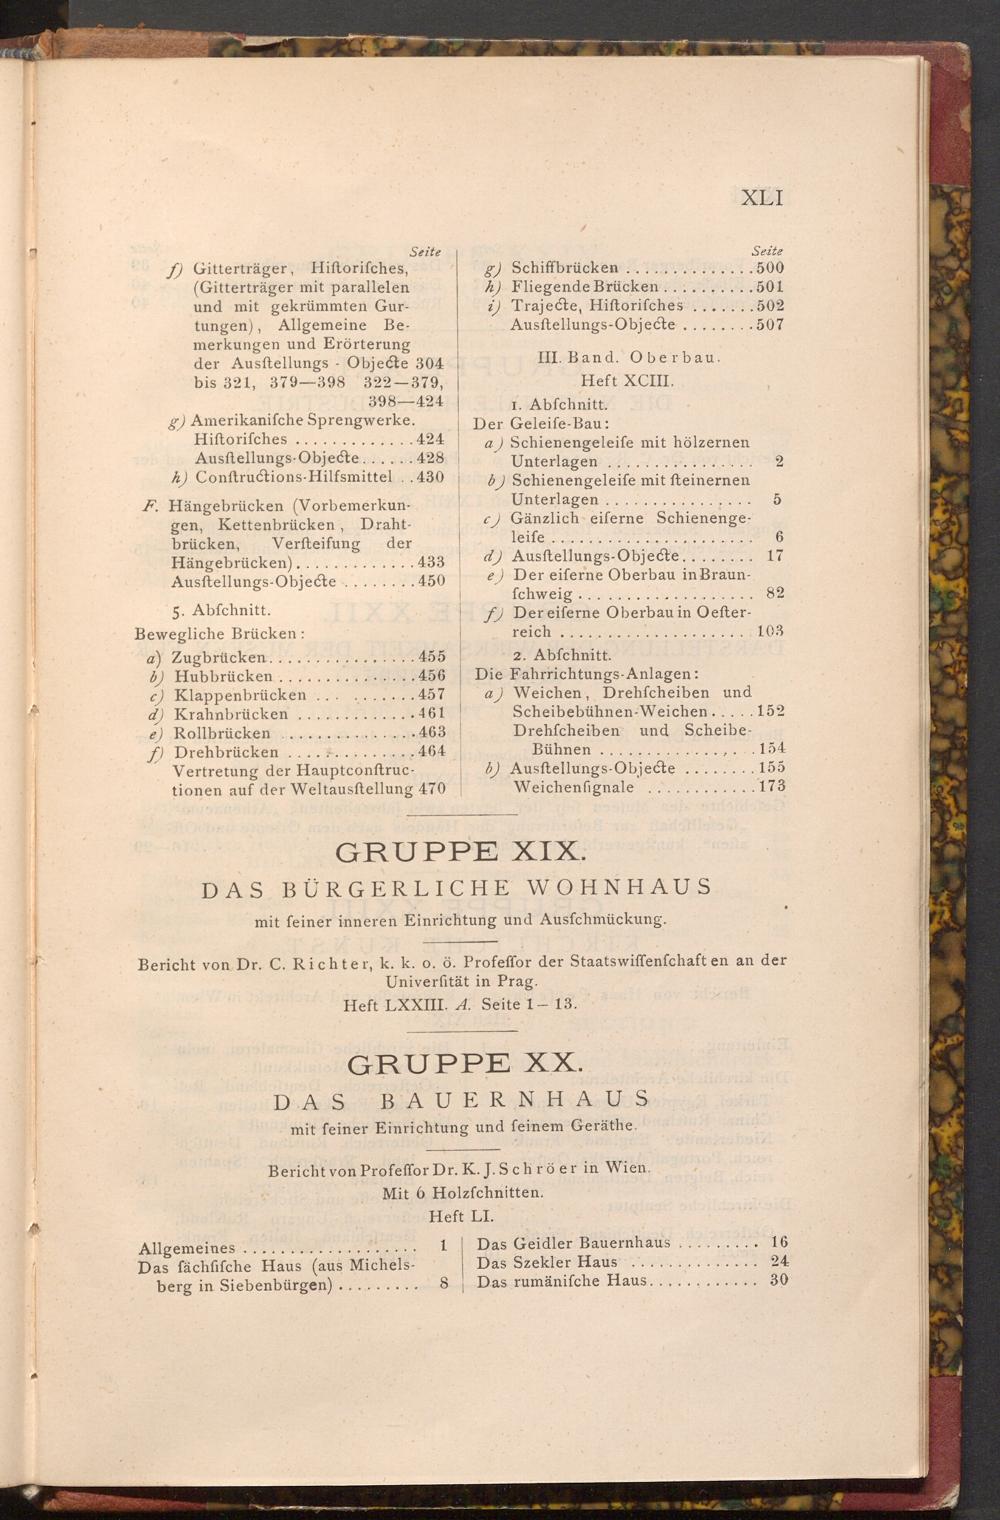 XLI
Seite
f) Gitterträger, Hiſtoriſches,
(Gitterträger mit parallelen
und mit gekrümmten Gur-
tungen), Allgemeine Be-
merkungen und Erörterung
der Ausſtellungs - Objecte 304
bis 321, 379—398 322—379,
398—424
g) Amerikaniſche Sprengwerke.
Hiſtoriſches ............. 424
Ausſtellungs-Objecte...... 428
h) Conſtructions-Hilfsmittel .. 430
F. Hängebrücken (Vorbemerkun-
gen, Kettenbrücken, Draht-
brücken, Verſteifung der
Hängebrücken)............. 433
Ausſtellungs-Objecte ........ 450
5. Abſchnitt.
Bewegliche Brücken:
a) Zugbrücken................ 455
b) Hubbrücken ............... 456
c) Klappenbrücken ... ....... 457
d) Krahnbrücken ............. 461
e) Rollbrücken .............. 463
f) Drehbrücken .............. 464
Vertretung der Hauptconſtruc-
tionen auf der Weltausſtellung 470
Seite
g) Schiffbrücken .............. 500
h) Fliegende Brücken .......... 501
i) Trajecte, Hiſtoriſches ....... 502
Ausſtellungs-Objecte ........ 507
III. Band. Oberbau.
Heft XCIII.
1. Abſchnitt.
Der Geleiſe-Bau:
a) Schienengeleiſe mit hölzernen
Unterlagen ................ 2
b) Schienengeleiſe mit ſteinernen
Unterlagen ................ 5
c) Gänzlich eiſerne Schienenge-
leiſe ...................... 6
d) Ausſtellungs-Objecte........ 17
e) Der eiſerne Oberbau in Braun-
ſchweig ................... 82
f) Der eiſerne Oberbau in Oeſter-
reich .................... 103
2. Abſchnitt.
Die Fahrrichtungs-Anlagen:
a) Weichen, Drehſcheiben und
Scheibebühnen-Weichen ..... 152
Drehſcheiben und Scheibe-
Bühnen ................. 154
b) Ausſtellungs-Objecte ........ 155
Weichenſignale ............ 173
GRUPPE XIX.
DAS BÜRGERLICHE WOHNHAUS
mit ſeiner inneren Einrichtung und Ausſchmückung.
Bericht von Dr. C. Richter, k. k. o. ö. Profeſſor der Staatswiſſenſchaften an der
Univerſität in Prag.
Heft LXXIII. A. Seite 1 – 13.
GRUPPE XX.
DAS BAUERNHAUS
mit ſeiner Einrichtung und ſeinem Geräthe.
Bericht von Profeſſor Dr. K. J. Schröer in Wien.
Mit 6 Holzſchnitten.
Heft LI.
Allgemeines ................... 1
Das ſächſiſche Haus (aus Michels-
berg in Siebenbürgen) ......... 8
Das Geidler Bauernhaus ......... 16
Das Szekler Haus .............. 24
Das rumäniſche Haus............ 30